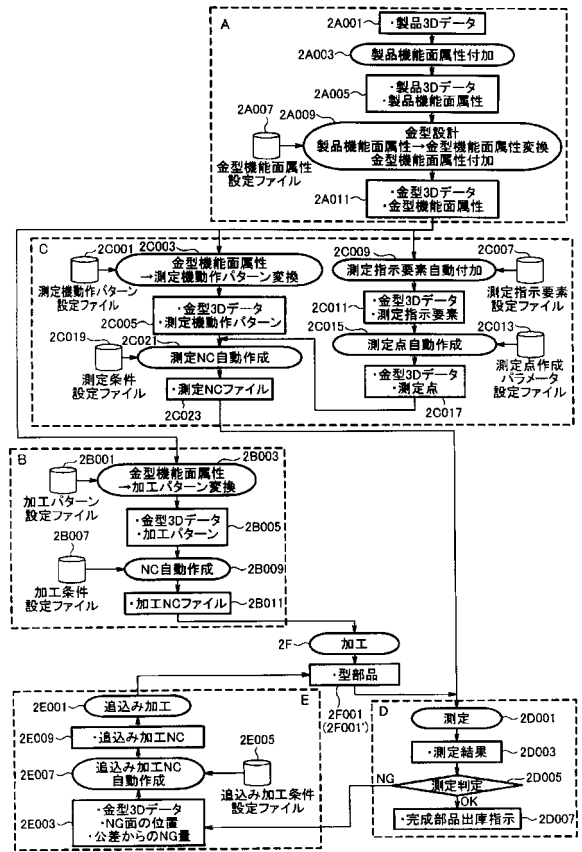 A
2A001
・製品3Dデータ
2A003
製品機能面属性付加
2A005
・製品3Dデータ
・製品機能面属性
2A007
2A009
金型設計
製品機能面属性→金型機能面属性変換
金型機能面属性付加
金型機能面属性
設定ファイル
2A011
・金型3Dデータ
・金型機能面属性
C
2C001
測定機動作パターン
設定ファイル
2C003
金型機能面属性
→測定機動作パターン変換
2C005
・金型3Dデータ
・測定機動作パターン
2C019
測定条件
設定ファイル
2C021
測定NC自動作成
・測定NCファイル
2C023
2C009
測定指示要素自動付加
2C007
測定指示要素
設定ファイル
2C011
・金型3Dデータ
・測定指示要素
2C015
測定点自動作成
2C013
測定点作成
パラメータ
設定ファイル
・金型3Dデータ
・測定点
2C017
B
2B001
加工パターン
設定ファイル
2B003
金型機能面属性
→加工パターン変換
・金型3Dデータ
・加工パターン
2B005
2B007
加工条件
設定ファイル
NC自動作成
2B009
・加工NCファイル
2B011
2F
加工
・型部品
2F001
(2F001')
E
2E001
追込み加工
2E009
・追込み加工NC
2E007
追込み加工NC
自動作成
2E005
追込み加工条件
設定ファイル
2E003
・金型3Dデータ
・NG面の位置
・公差からのNG量
D
測定
2D001
・測定結果
2D003
測定判定
2D005
NG
OK
・完成部品出庫指示
2D007